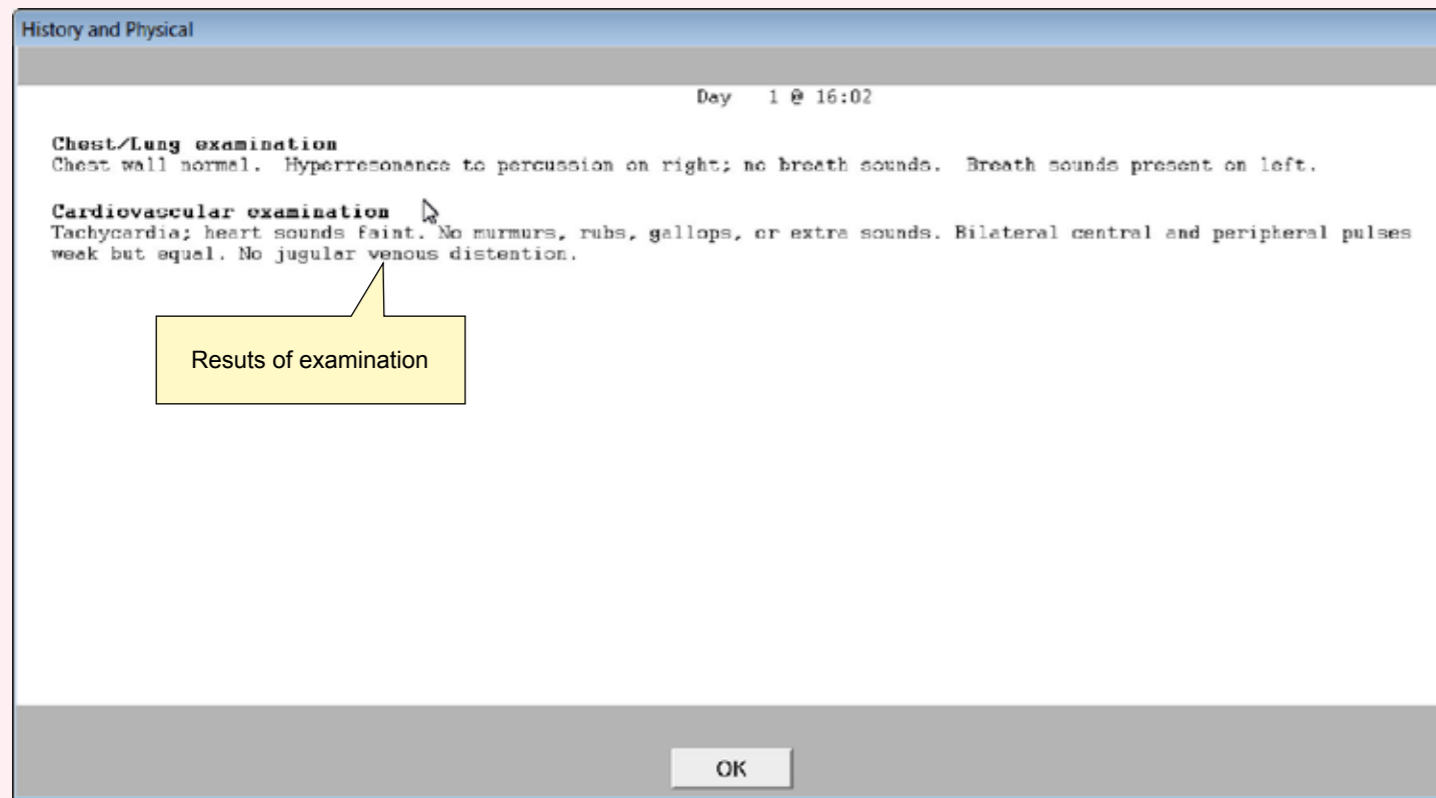 History and Physical
Day 1 @ 16:02
Chest/Lung examination
Chest wall normal. Hyperresonance to percussion on right; no breath sounds. Breath sounds present on left.
Cardiovascular examination
Tachycardia; heart sounds faint. No murmurs, rubs, gallops, or extra sounds. Bilateral central and peripheral pulses
weak but equal. No jugular venous distention.
Resuts of examination
OK